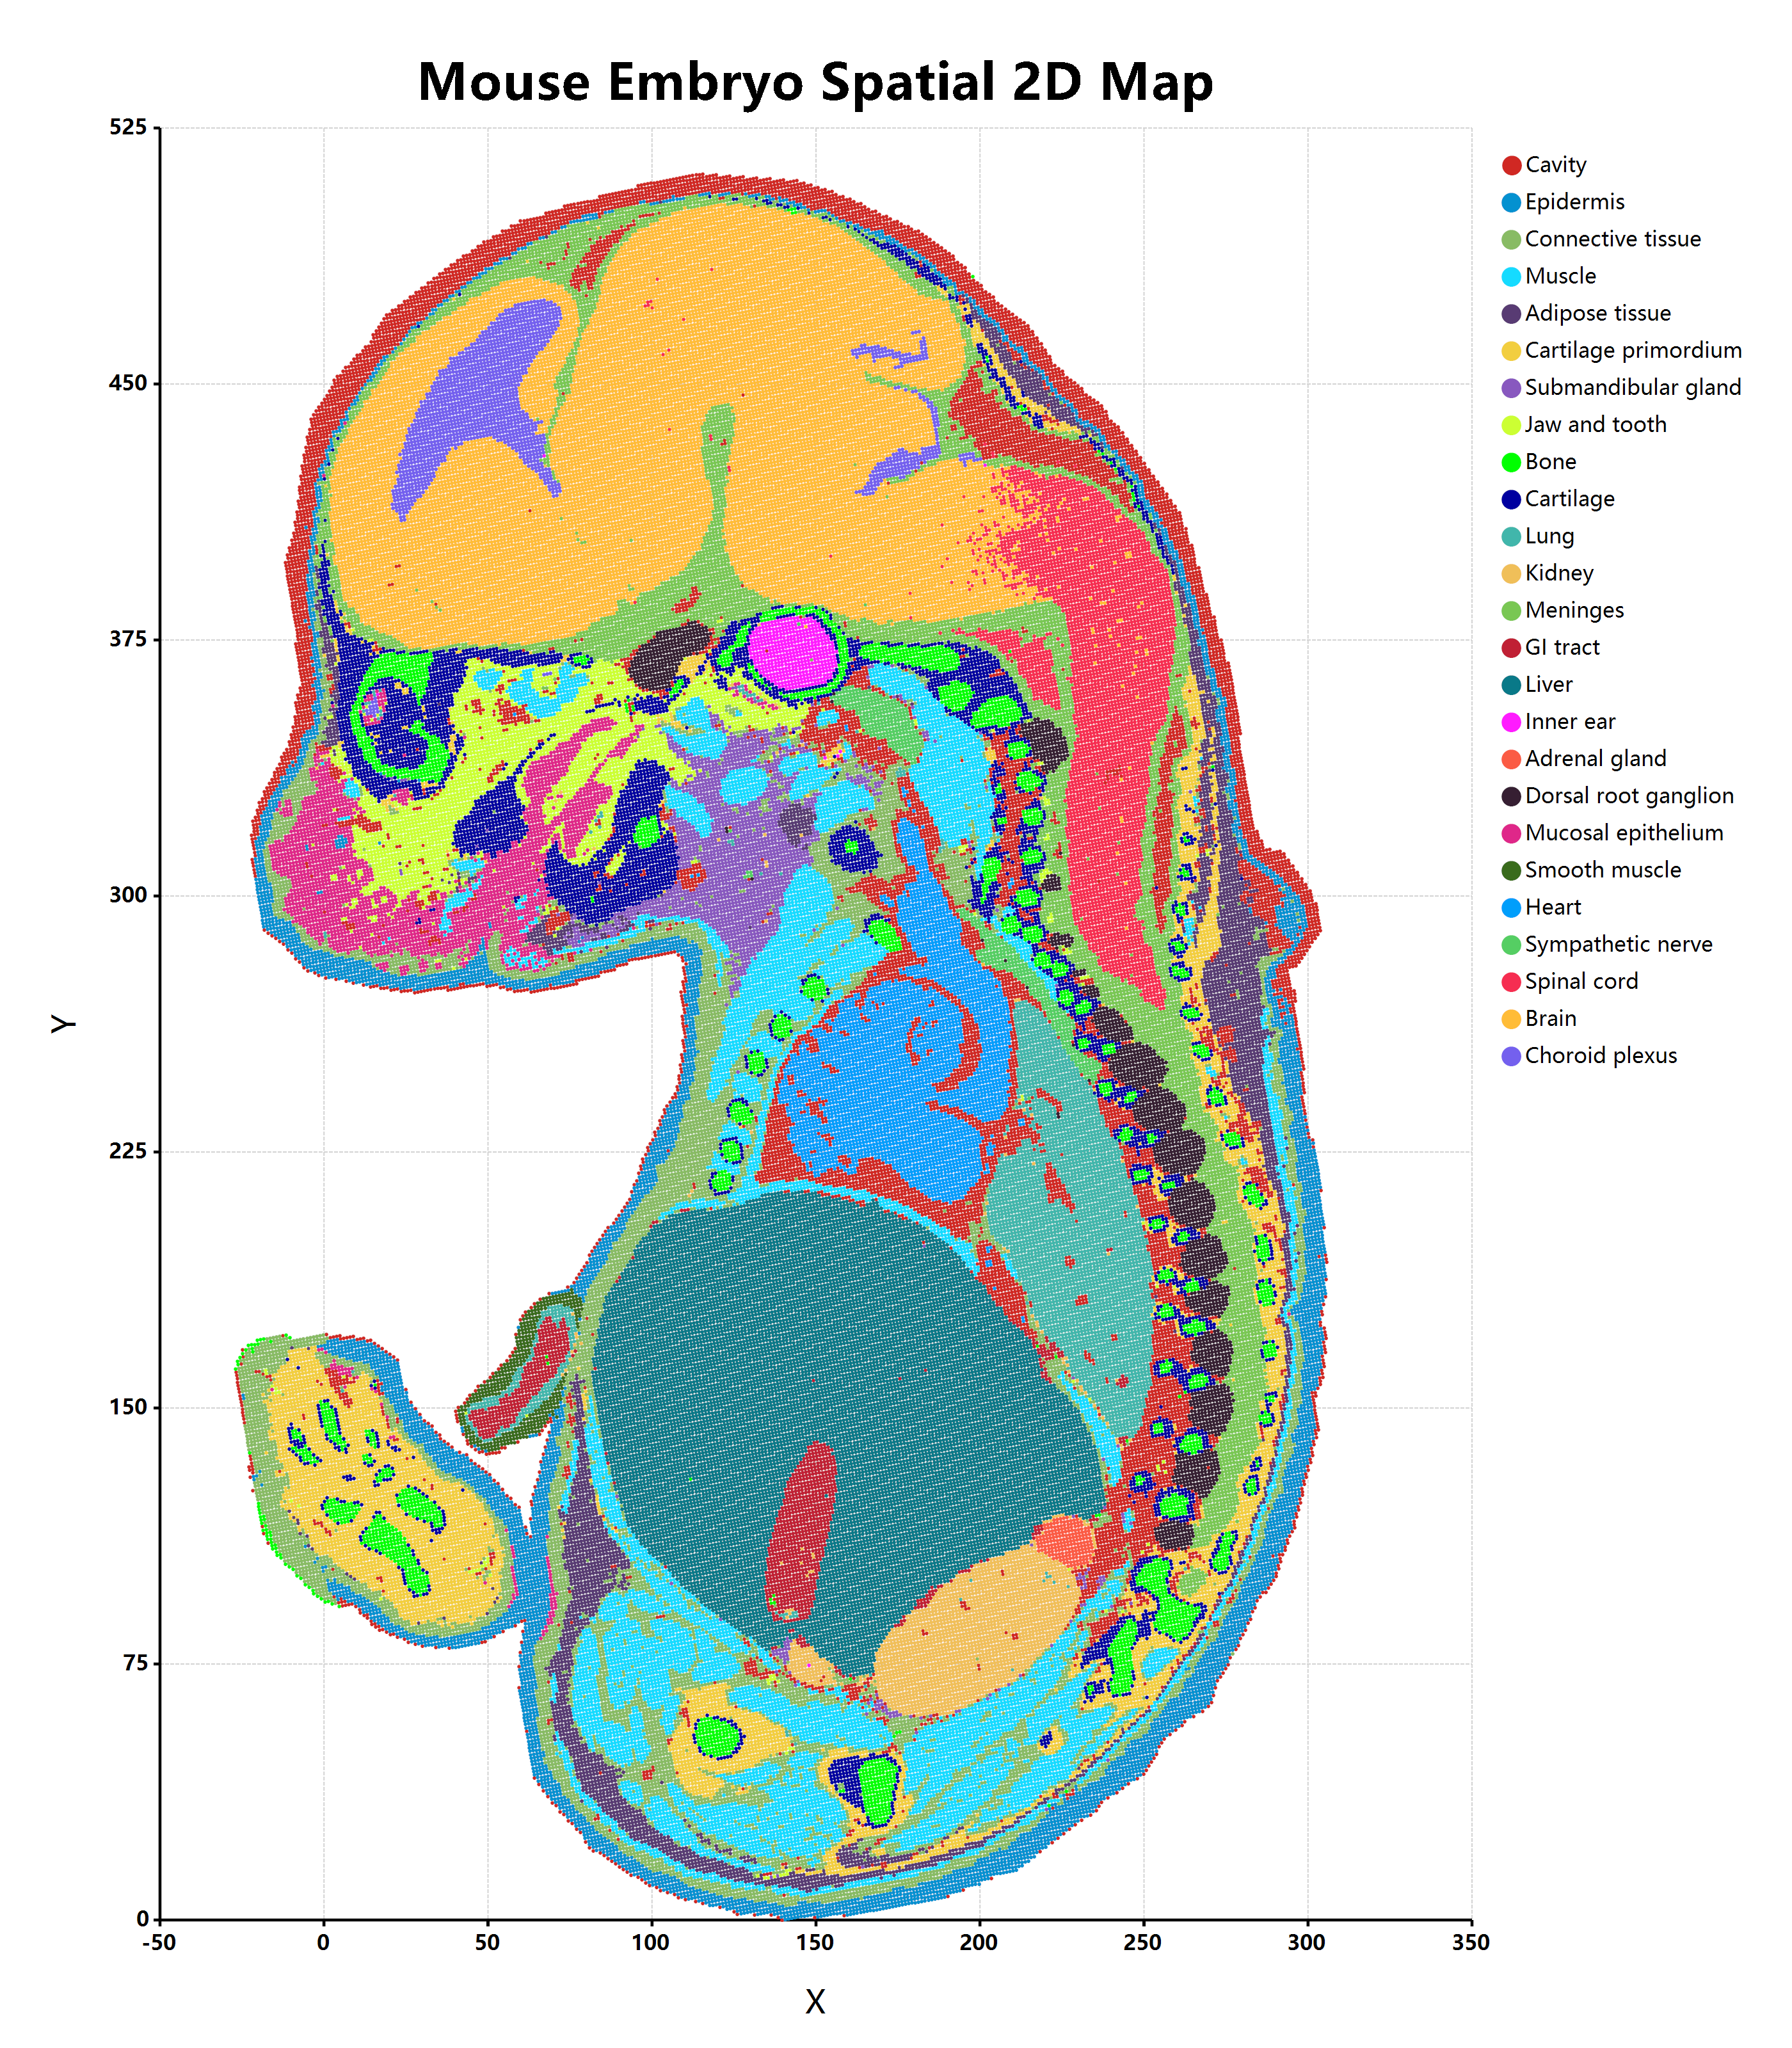 Mouse Embryo Spatial 2D Map
525
450
375
300
225
150
75
0
-50 0 50 100 150 200 250 300 350
X
Y
Cavity
Epidermis
Connective tissue
Muscle
Adipose tissue
Cartilage primordium
Submandibular gland
Jaw and tooth
Bone
Cartilage
Lung
Kidney
Meninges
GI tract
Liver
Inner ear
Adrenal gland
Dorsal root ganglion
Mucosal epithelium
Smooth muscle
Heart
Sympathetic nerve
Spinal cord
Brain
Choroid plexus